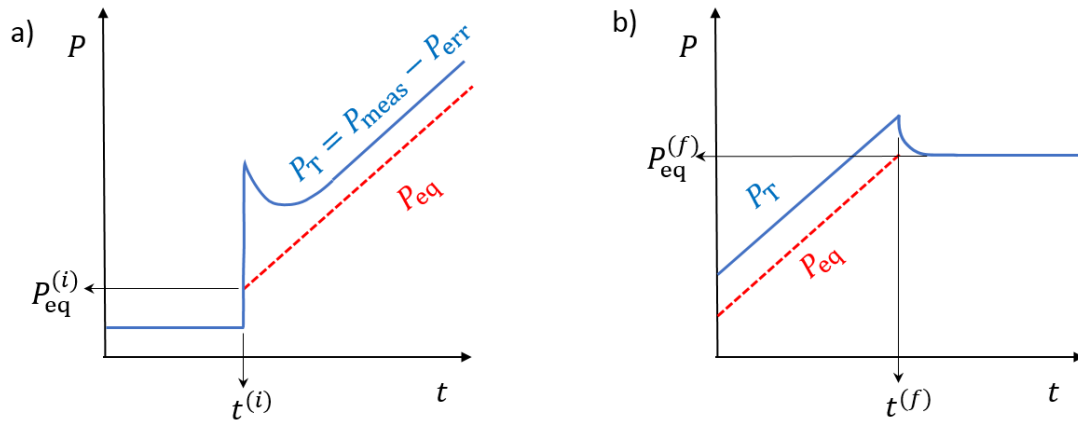 a)
P
P_T = P_meas − P_err
P_eq
P_eq^(i)
t^(i)
t
b)
P
P_eq^(f)
P_T
P_eq
t^(f)
t